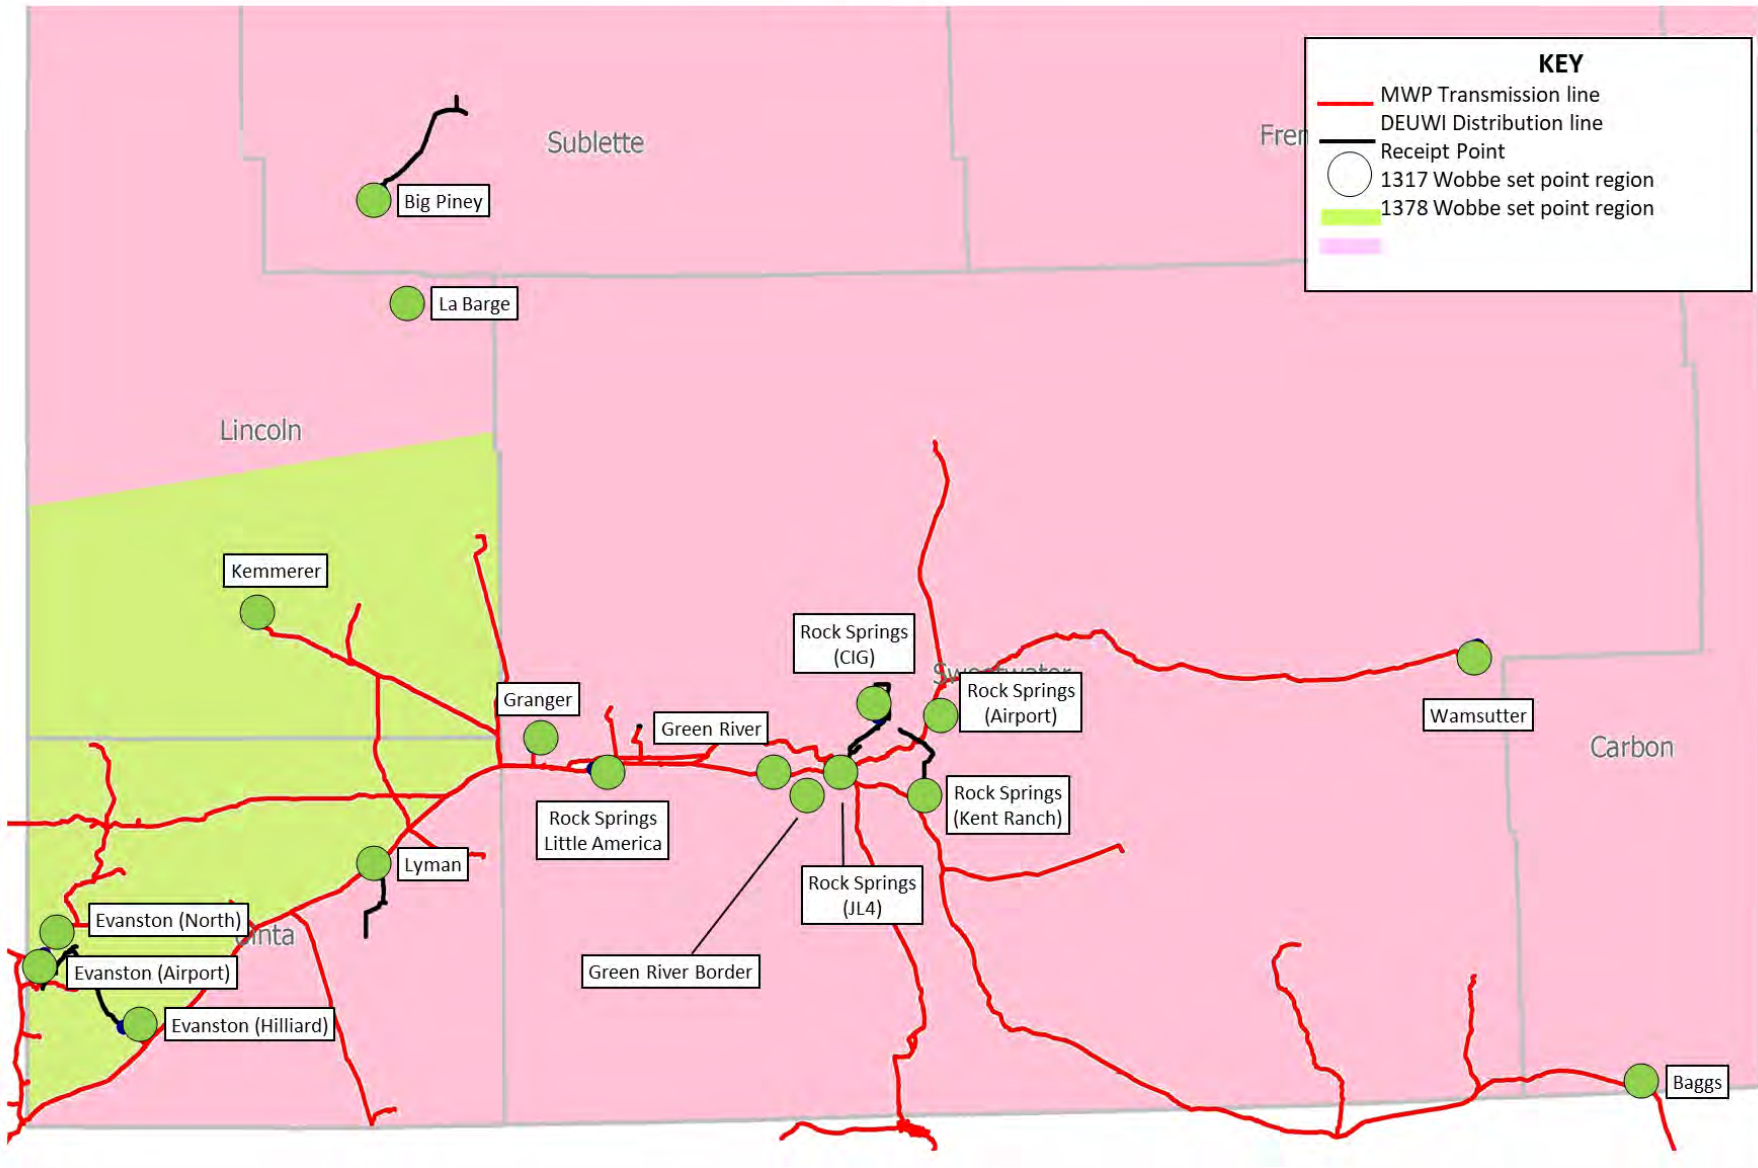 KEY
MWP Transmission line
DEUWI Distribution line
Receipt Point
1317 Wobbe set point region
1378 Wobbe set point region
Sublette
Fren
Big Piney
La Barge
Lincoln
Kemmerer
Rock Springs
(CIG)
Sweetwater
Granger
Green River
Rock Springs
(Airport)
Wamsutter
Carbon
Rock Springs
Little America
Rock Springs
(Kent Ranch)
Lyman
Rock Springs
(JL4)
Evanston (North)
Uinta
Evanston (Airport)
Green River Border
Evanston (Hilliard)
Baggs